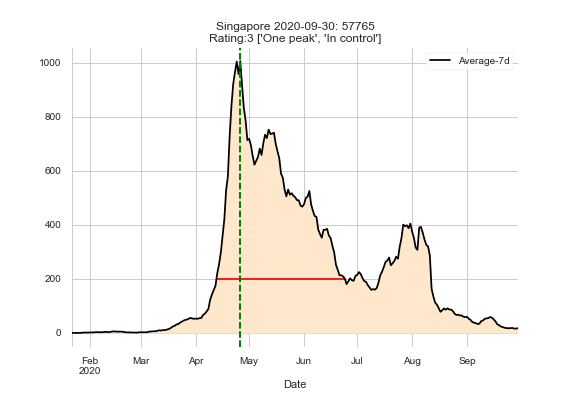 Singapore 2020-09-30: 57765
Rating:3 ['One peak', 'In control']
Average-7d
1000
800
600
400
200
0
Feb
2020
Mar
Apr
May
Jun
Jul
Aug
Sep
Date